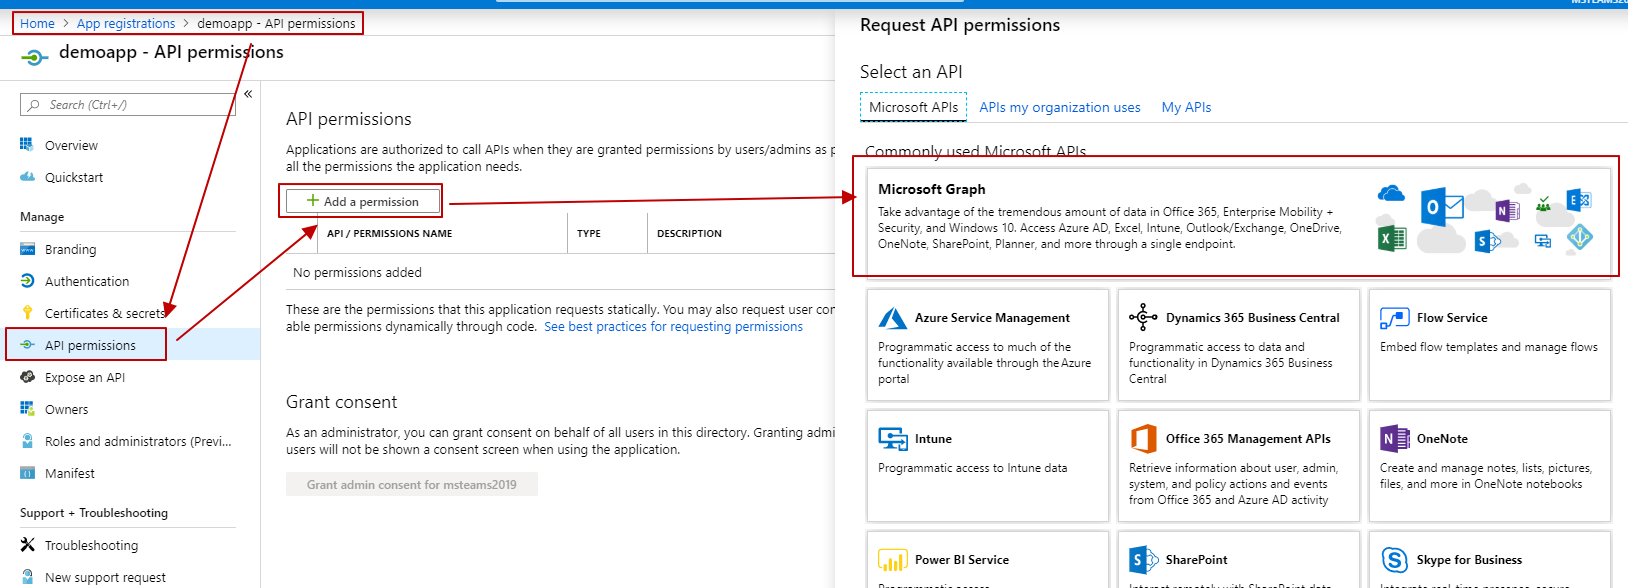 MSTEAMS20
Home > App registrations > demoapp - API permissions
demoapp - API permissions
«
Search (Ctrl+/)
Overview
Quickstart
Manage
Branding
Authentication
Certificates & secrets
API permissions
Expose an API
Owners
Roles and administrators (Previ...
Manifest
Support + Troubleshooting
Troubleshooting
New support request
API permissions
Applications are authorized to call APIs when they are granted permissions by users/admins as p
all the permissions the application needs.
+ Add a permission
API / PERMISSIONS NAME TYPE DESCRIPTION
No permissions added
These are the permissions that this application requests statically. You may also request user con
able permissions dynamically through code. See best practices for requesting permissions
Grant consent
As an administrator, you can grant consent on behalf of all users in this directory. Granting admi
users will not be shown a consent screen when using the application.
Grant admin consent for msteams2019
Request API permissions
Select an API
Microsoft APIs APIs my organization uses My APIs
Commonly used Microsoft APIs
Microsoft Graph
Take advantage of the tremendous amount of data in Office 365, Enterprise Mobility +
Security, and Windows 10. Access Azure AD, Excel, Intune, Outlook/Exchange, OneDrive,
OneNote, SharePoint, Planner, and more through a single endpoint.
Azure Service Management
Programmatic access to much of the
functionality available through the Azure
portal
Dynamics 365 Business Central
Programmatic access to data and
functionality in Dynamics 365 Business
Central
Flow Service
Embed flow templates and manage flows
Intune
Programmatic access to Intune data
Office 365 Management APIs
Retrieve information about user, admin,
system, and policy actions and events
from Office 365 and Azure AD activity
OneNote
Create and manage notes, lists, pictures,
files, and more in OneNote notebooks
Power BI Service
Programmatic access
SharePoint
Interact remotely with SharePoint data
Skype for Business
Integrate real-time presence, secure